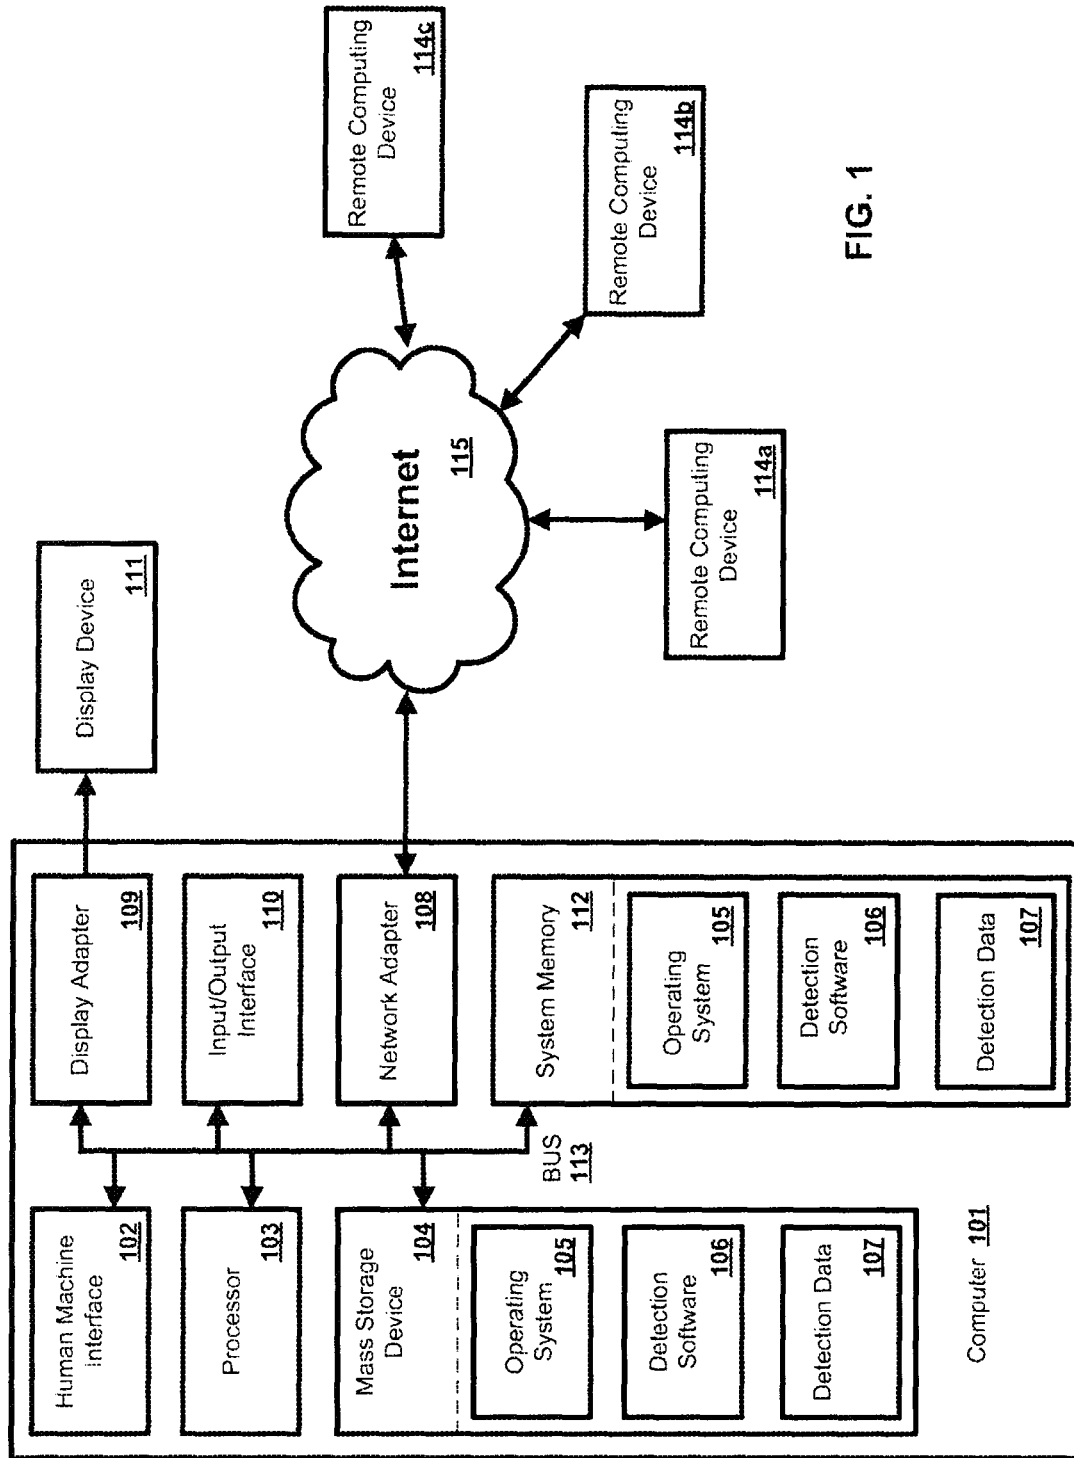 Human Machine
Interface
102
Processor
103
Mass Storage
Device
104
Operating
System
105
Detection
Software
106
Detection Data
107
Computer 101
BUS
113
Display Adapter
109
Input/Output
Interface
110
Network Adapter
108
System Memory
112
Operating
System
105
Detection
Software
106
Detection Data
107
Display Device
111
Internet
115
Remote Computing
Device
114a
Remote Computing
Device
114b
Remote Computing
Device
114c
FIG. 1